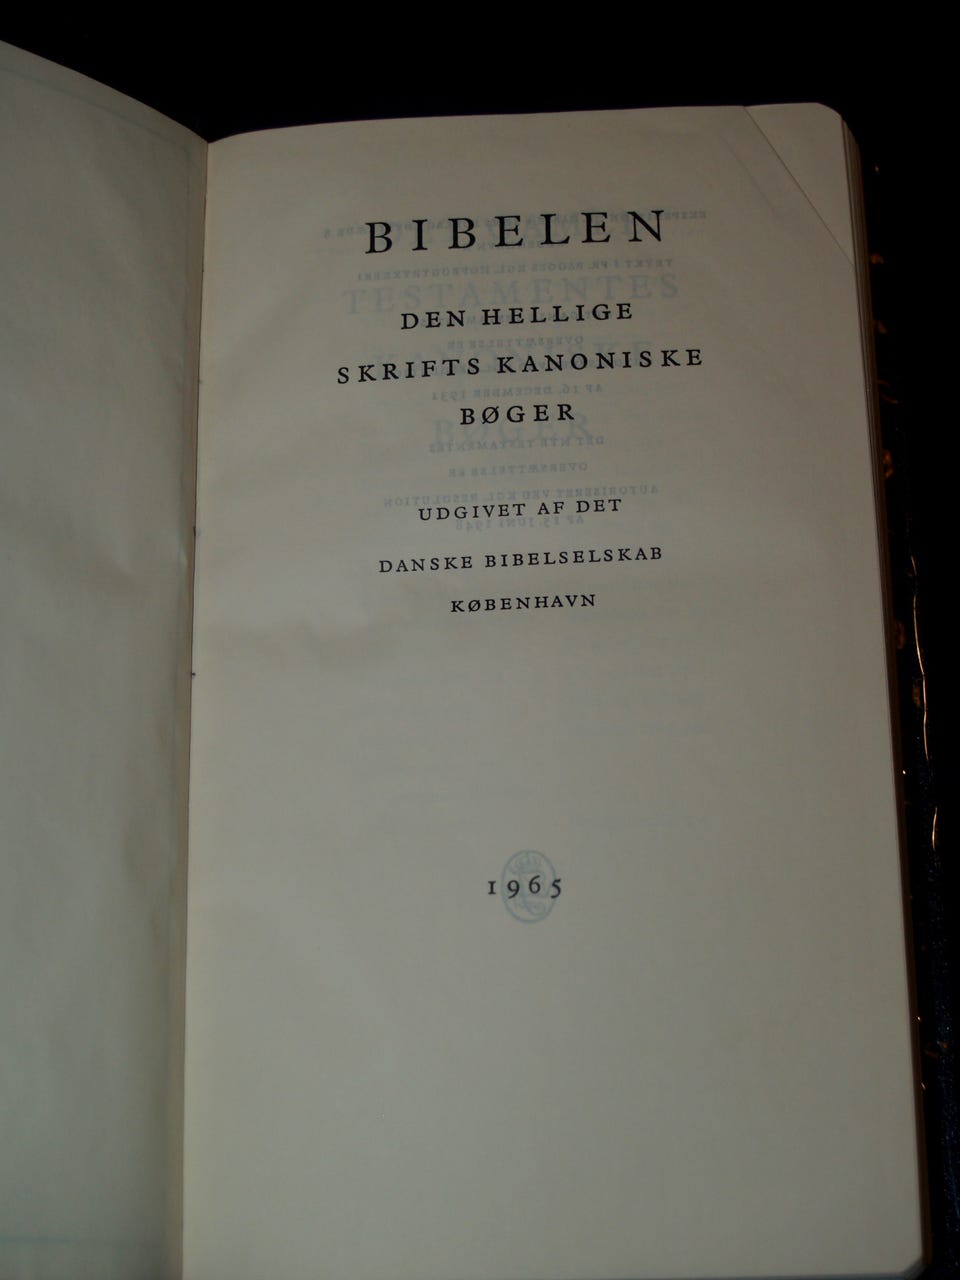 BIBELEN
DEN HELLIGE
SKRIFTS KANONISKE
BØGER
UDGIVET AF DET
DANSKE BIBELSELSKAB
KØBENHAVN
1965